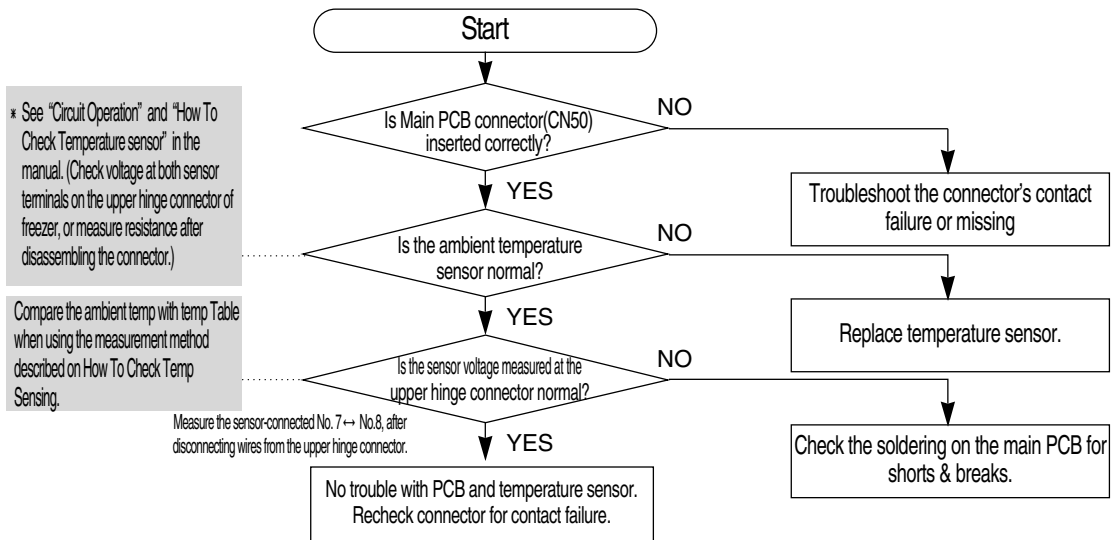 Start
* See “Circuit Operation” and “How To
Check Temperature sensor” in the
manual. (Check voltage at both sensor
terminals on the upper hinge connector of
freezer, or measure resistance after
disassembling the connector.)
Is Main PCB connector(CN50)
inserted correctly?
NO
Troubleshoot the connector’s contact
failure or missing
YES
Is the ambient temperature
sensor normal?
NO
Replace temperature sensor.
YES
Compare the ambient temp with temp Table
when using the measurement method
described on How To Check Temp
Sensing.
Is the sensor voltage measured at the
upper hinge connector normal?
NO
Check the soldering on the main PCB for
shorts & breaks.
Measure the sensor-connected No. 7 ↔ No.8, after
disconnecting wires from the upper hinge connector.
YES
No trouble with PCB and temperature sensor.
Recheck connector for contact failure.